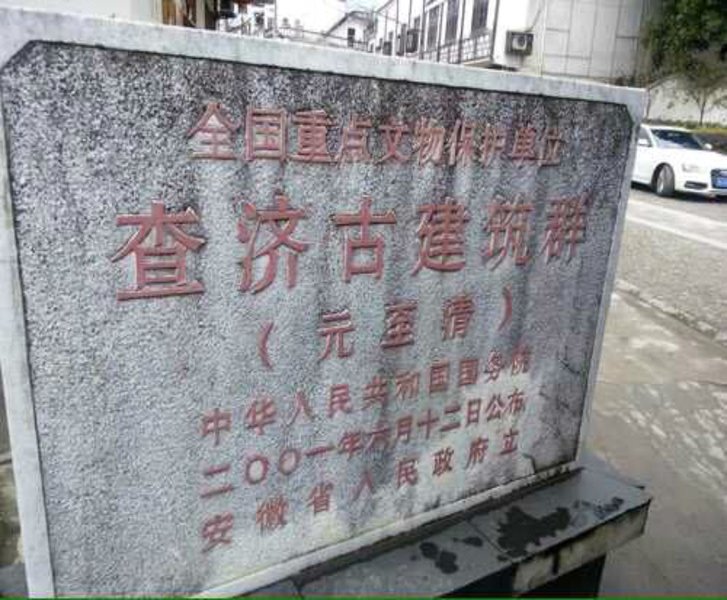 全国重点文物保护单位
查济古建筑群
（元至清）
中华人民共和国国务院
二〇〇一年六月十二日公布
安徽省人民政府立